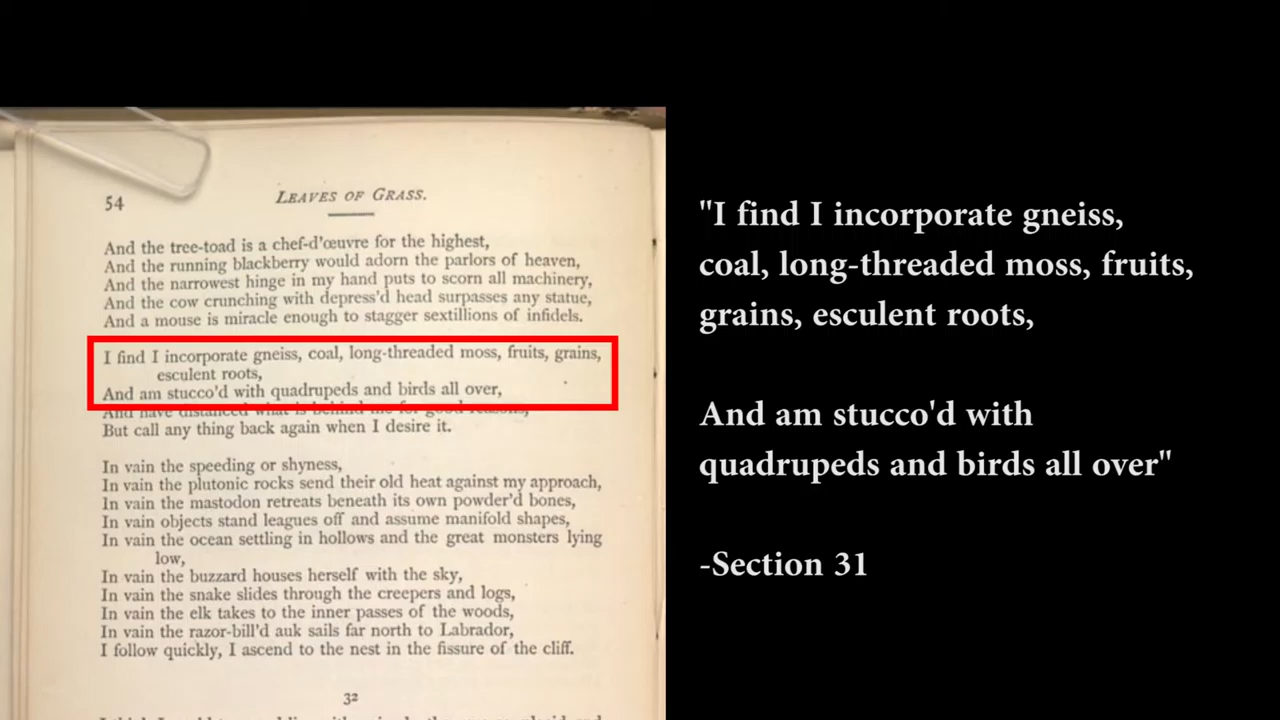 54
LEAVES OF GRASS.
And the tree-toad is a chef-d'œuvre for the highest,
And the running blackberry would adorn the parlors of heaven,
And the narrowest hinge in my hand puts to scorn all machinery,
And the cow crunching with depress'd head surpasses any statue,
And a mouse is miracle enough to stagger sextillions of infidels.
I find I incorporate gneiss, coal, long-threaded moss, fruits, grains,
esculent roots,
And am stucco'd with quadrupeds and birds all over,
And have distanced what is behind me for good reasons,
But call any thing back again when I desire it.
In vain the speeding or shyness,
In vain the plutonic rocks send their old heat against my approach,
In vain the mastodon retreats beneath its own powder'd bones,
In vain objects stand leagues off and assume manifold shapes,
In vain the ocean settling in hollows and the great monsters lying
low,
In vain the buzzard houses herself with the sky,
In vain the snake slides through the creepers and logs,
In vain the elk takes to the inner passes of the woods,
In vain the razor-bill'd auk sails far north to Labrador,
I follow quickly, I ascend to the nest in the fissure of the cliff.
32
"I find I incorporate gneiss,
coal, long-threaded moss, fruits,
grains, esculent roots,
And am stucco'd with
quadrupeds and birds all over"
-Section 31